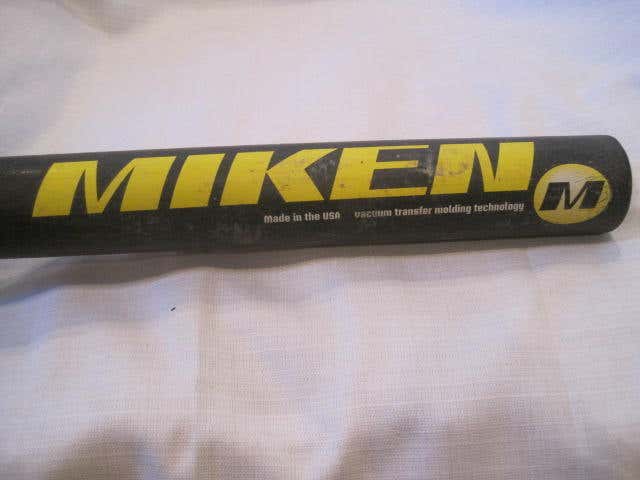 MIKEN
M
Made in the USA vacuum transfer molding technology